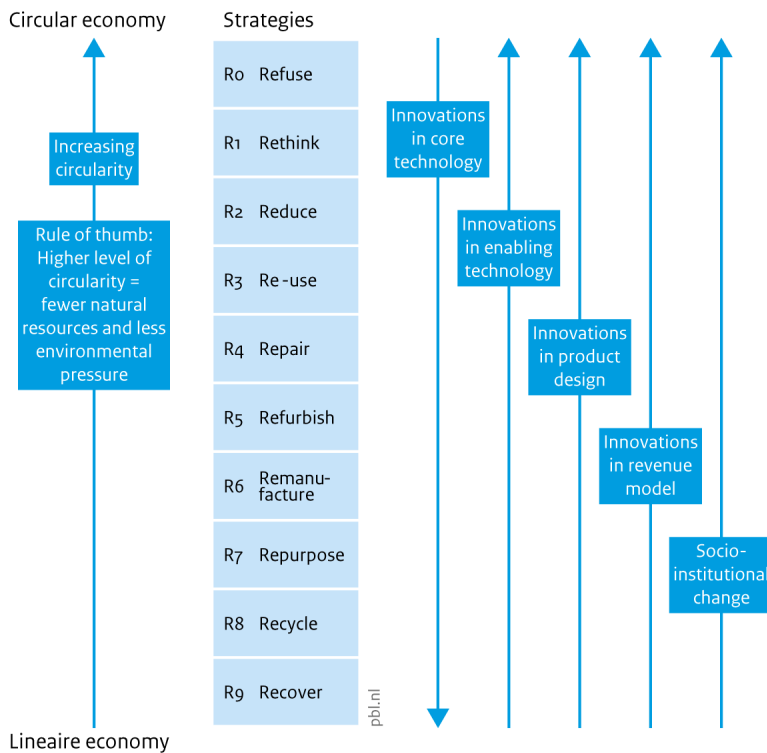 Circular economy
Strategies
Increasing
circularity
Rule of thumb:
Higher level of
circularity =
fewer natural
resources and less
environmental
pressure
Lineaire economy
R0 Refuse
R1 Rethink
R2 Reduce
R3 Re-use
R4 Repair
R5 Refurbish
R6 Remanu-
facture
R7 Repurpose
R8 Recycle
R9 Recover
pbl.nl
Innovations
in core
technology
Innovations
in enabling
technology
Innovations
in product
design
Innovations
in revenue
model
Socio-
institutional
change